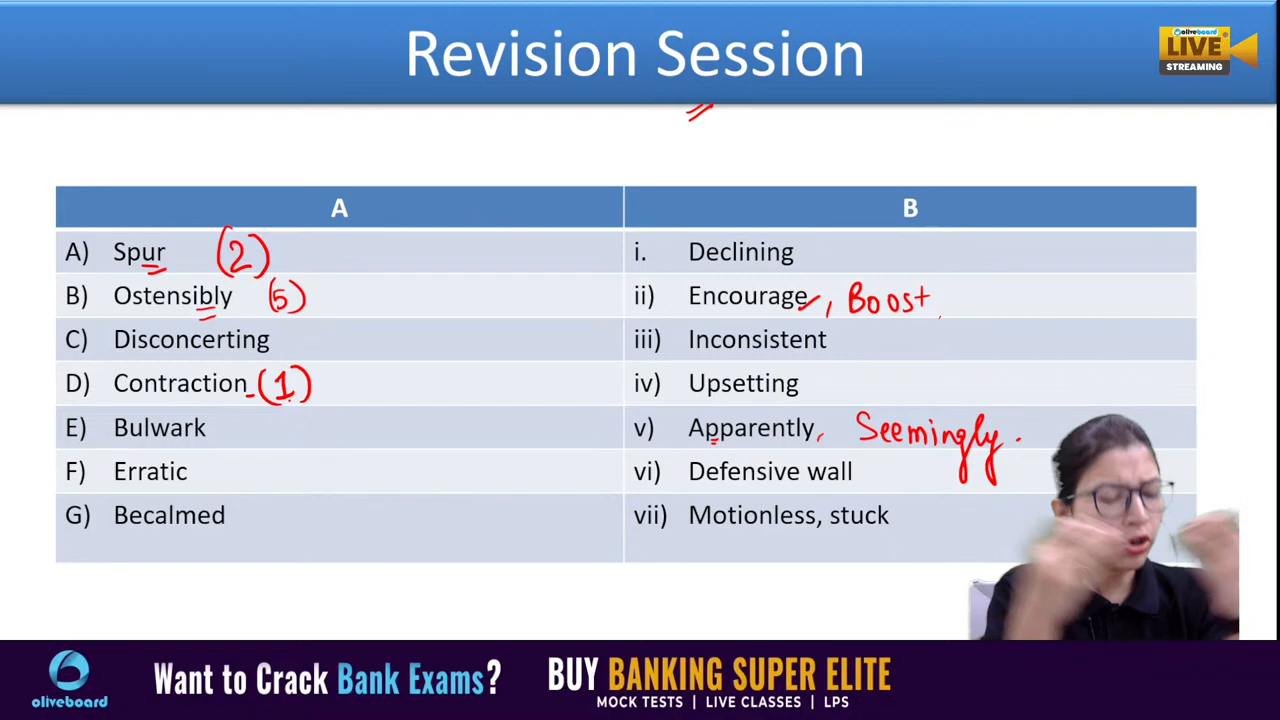 Revision Session
oliveboard
LIVE
STREAMING
A B
A) Spur (2) i. Declining
B) Ostensibly (5) ii) Encourage, Boost
C) Disconcerting iii) Inconsistent
D) Contraction - (1) iv) Upsetting
E) Bulwark v) Apparently, Seemingly.
F) Erratic vi) Defensive wall
G) Becalmed vii) Motionless, stuck
oliveboard
Want to Crack Bank Exams?
BUY BANKING SUPER ELITE
MOCK TESTS | LIVE CLASSES | LPS